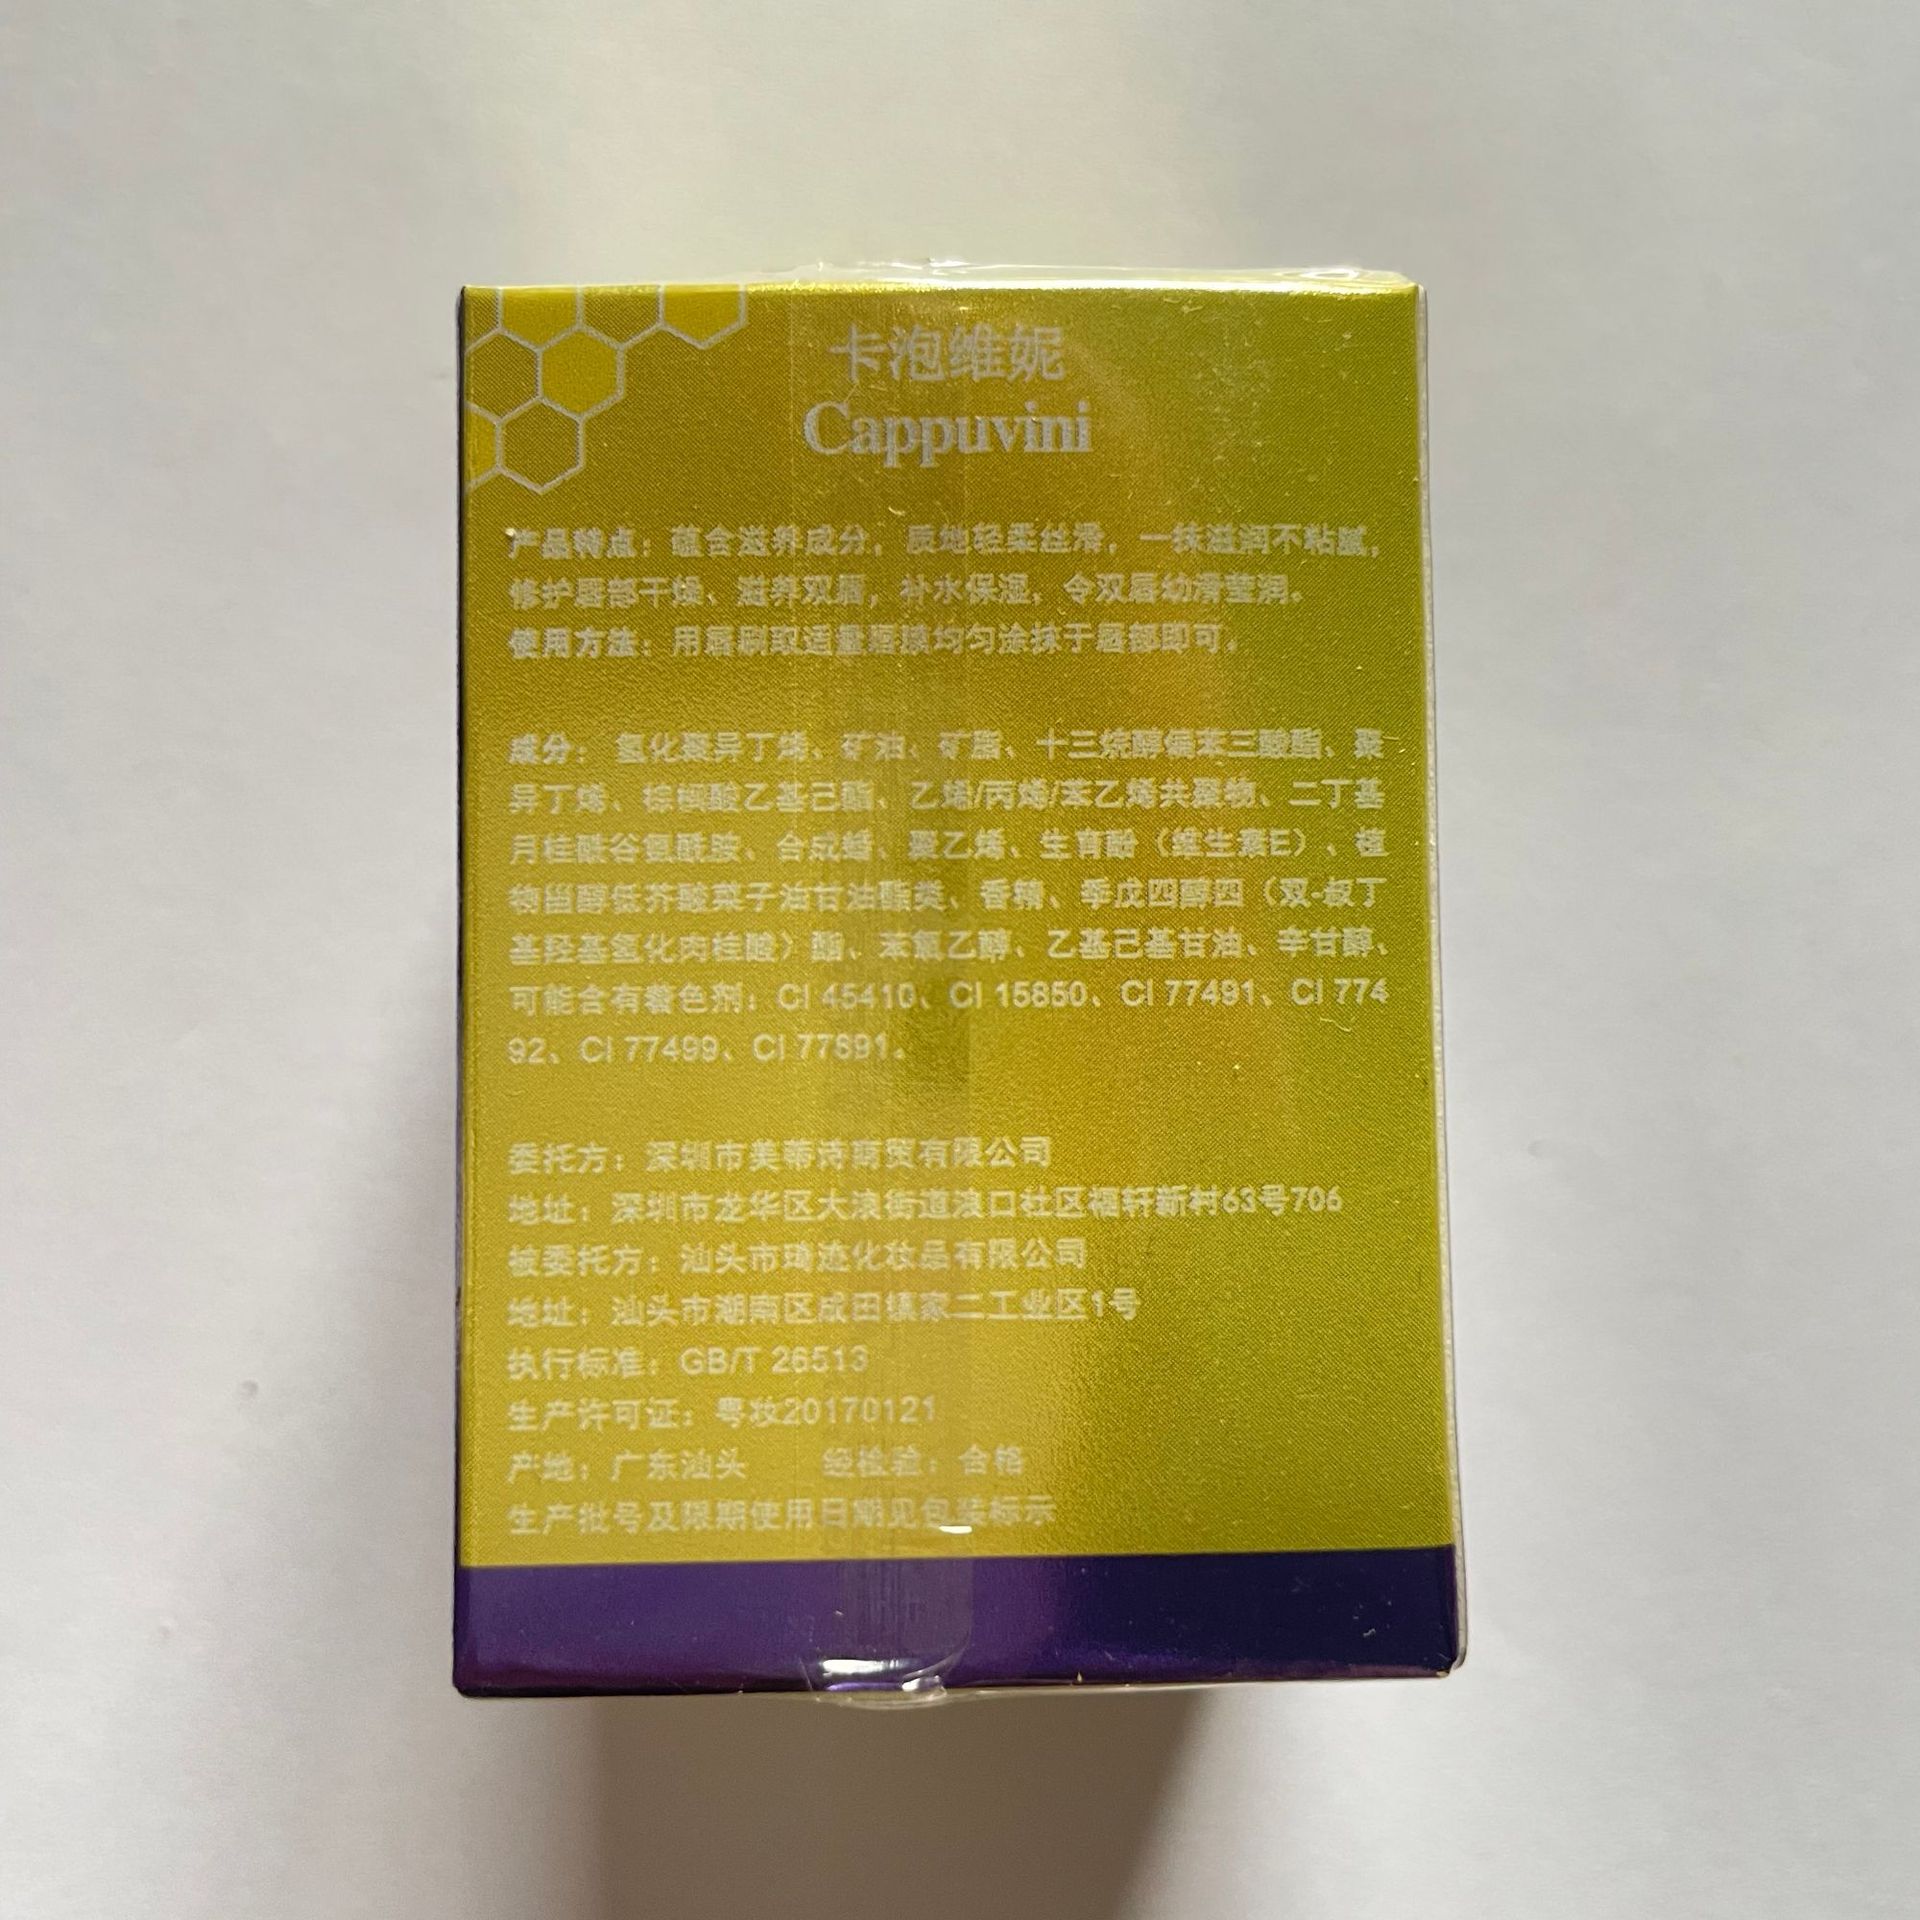 卡泡维妮
Cappuvini
产品特点：蕴含滋养成分，质地轻柔丝滑，一抹滋润不粘腻，
修护唇部干燥、滋养双唇，补水保湿，令双唇幼滑莹润。
使用方法：用唇刷取适量唇膜均匀涂抹于唇部即可。
成分：氢化聚异丁烯、矿油、矿脂、十三烷醇偏苯三酸酯、聚
异丁烯、棕榈酸乙基己酯、乙烯/丙烯/苯乙烯共聚物、二丁基
月桂酰谷氨酰胺、合成蜡、聚乙烯、生育酚（维生素E）、植
物甾醇低芥酸菜子油甘油酯类、香精、季戊四醇四（双-叔丁
基羟基氢化肉桂酸）酯、苯氧乙醇、乙基己基甘油、辛甘醇、
可能含有着色剂：CI 45410、CI 15850、CI 77491、CI 774
92、CI 77499、CI 77891。
委托方：深圳市美蒂诗商贸有限公司
地址：深圳市龙华区大浪街道浪口社区福轩新村63号706
被委托方：汕头市琦迹化妆品有限公司
地址：汕头市潮南区成田镇家二工业区1号
执行标准：GB/T 26513
生产许可证：粤妆20170121
产地：广东汕头 经检验：合格
生产批号及限期使用日期见包装标示